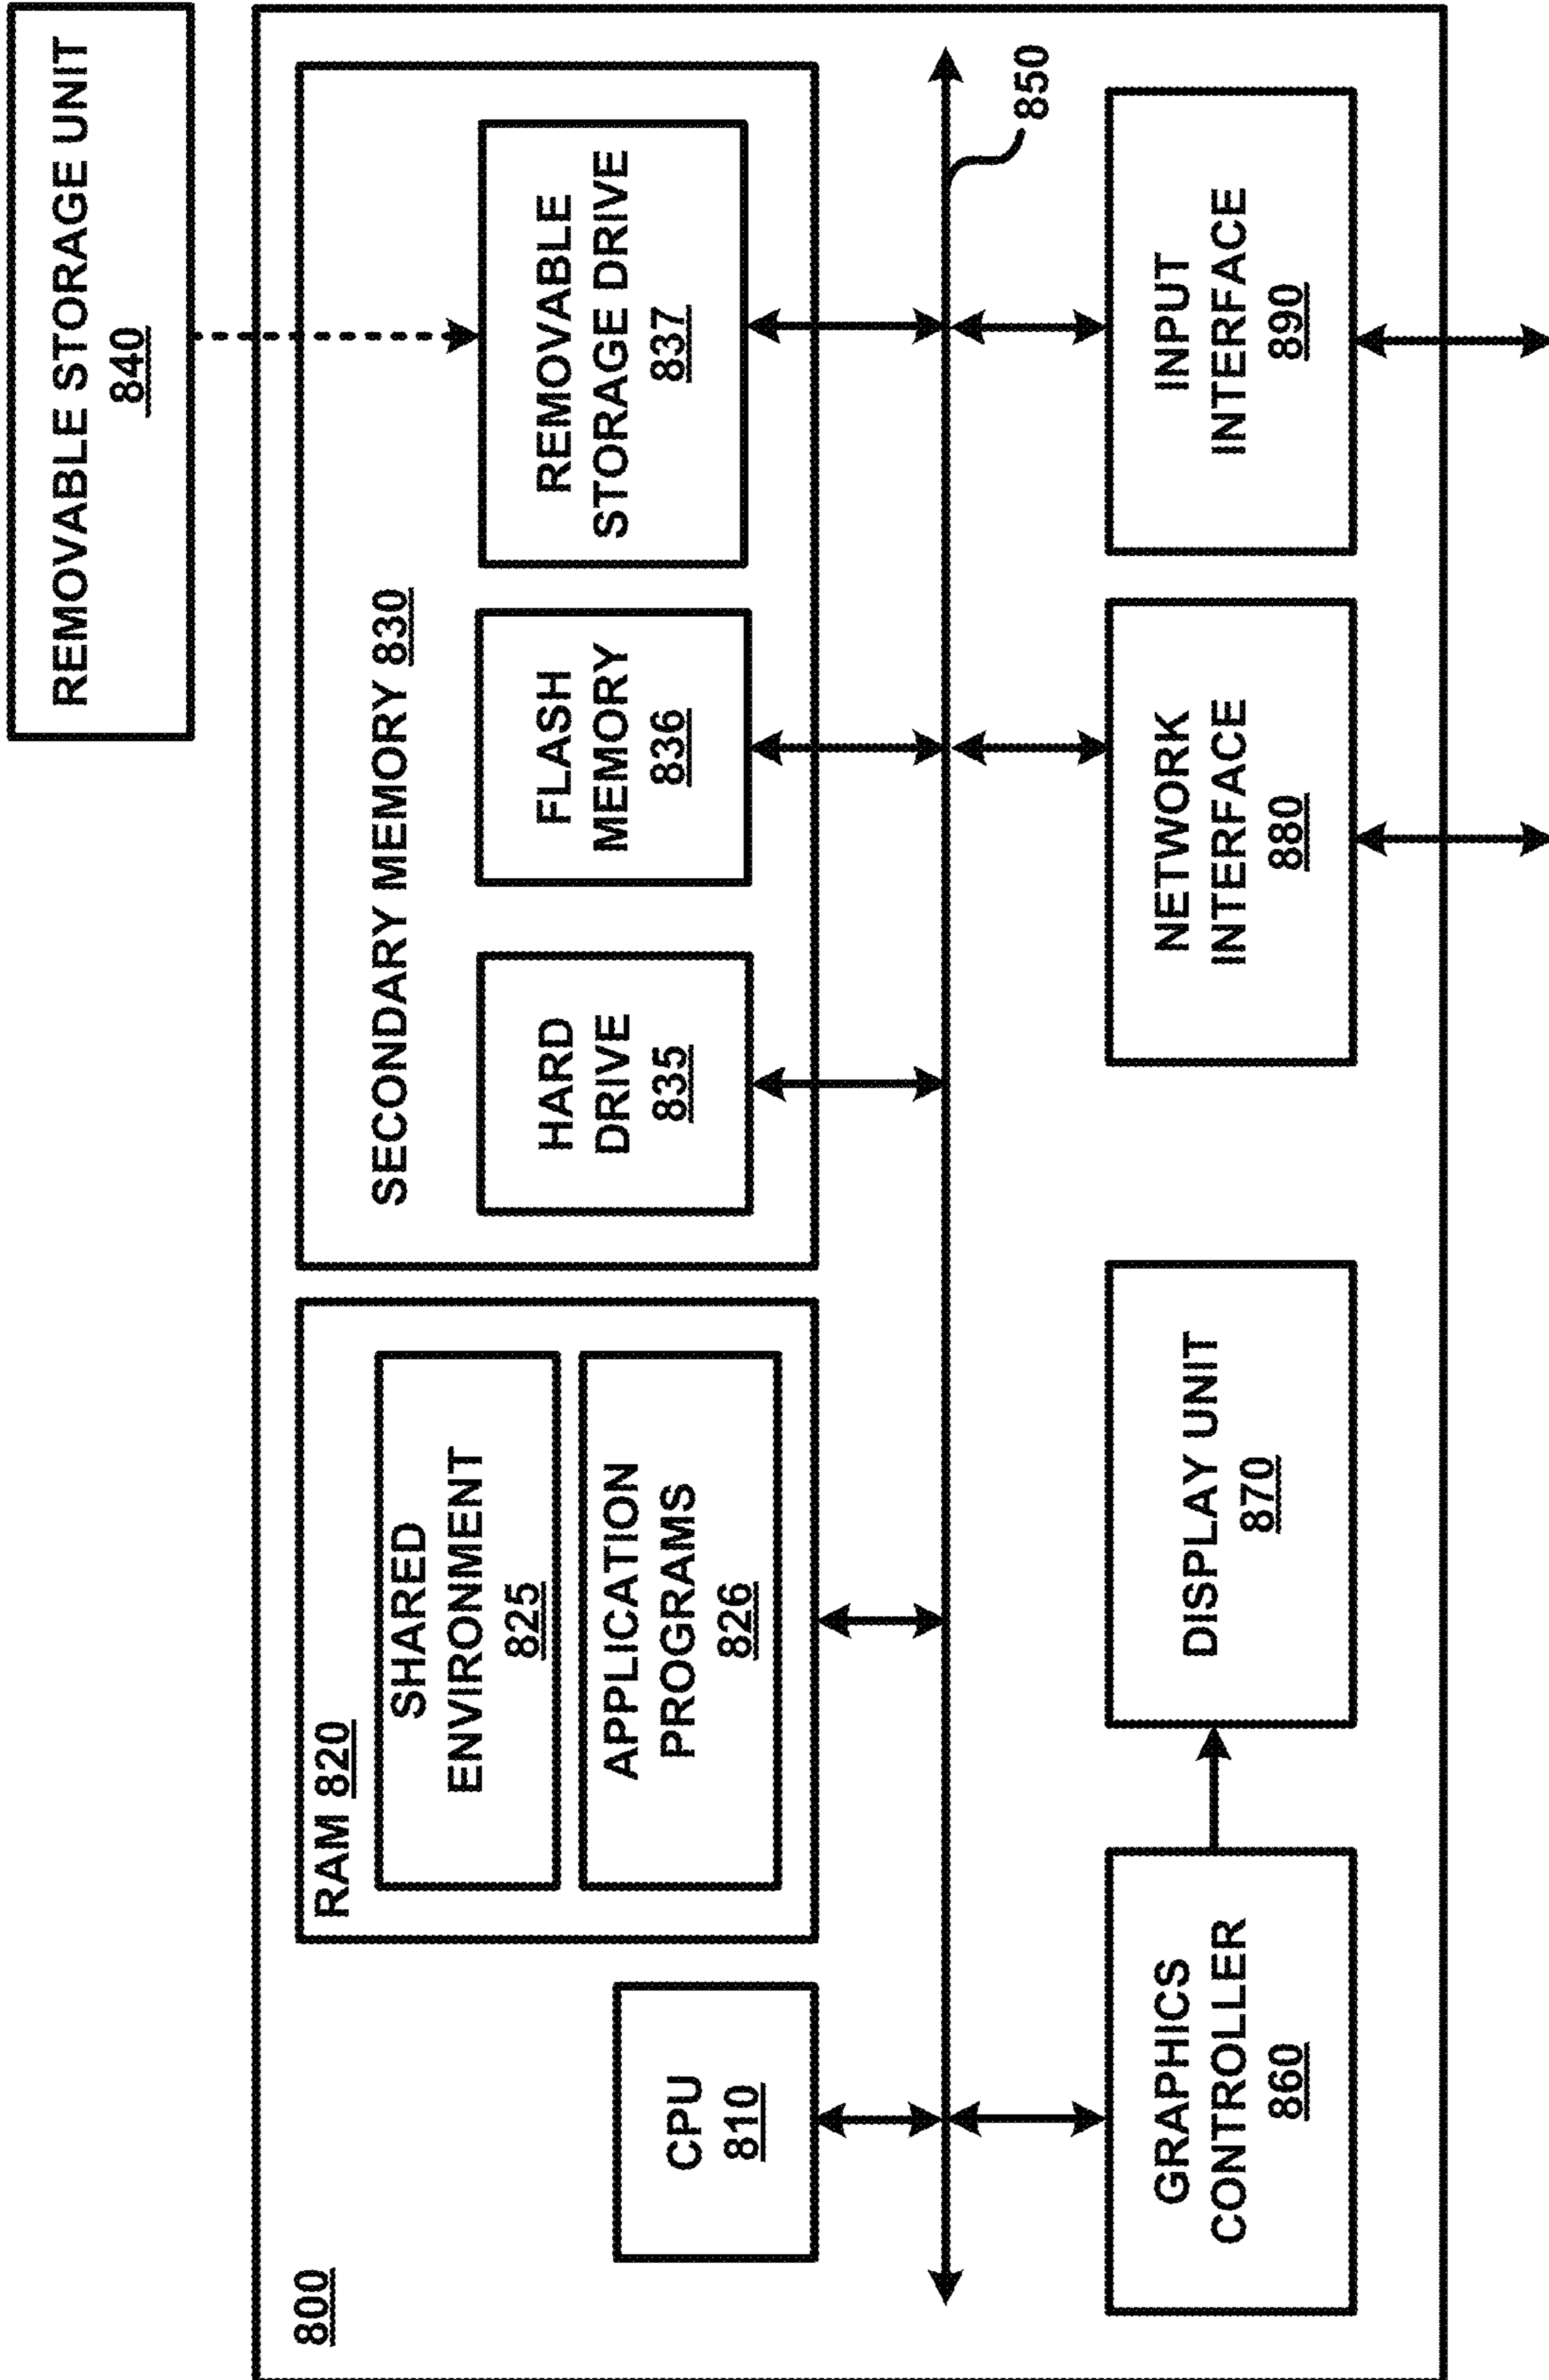 800
CPU
810
RAM 820
SHARED
ENVIRONMENT
825
APPLICATION
PROGRAMS
826
SECONDARY MEMORY 830
HARD
DRIVE
835
FLASH
MEMORY
836
REMOVABLE
STORAGE DRIVE
837
REMOVABLE STORAGE UNIT
840
850
GRAPHICS
CONTROLLER
860
DISPLAY UNIT
870
NETWORK
INTERFACE
880
INPUT
INTERFACE
890